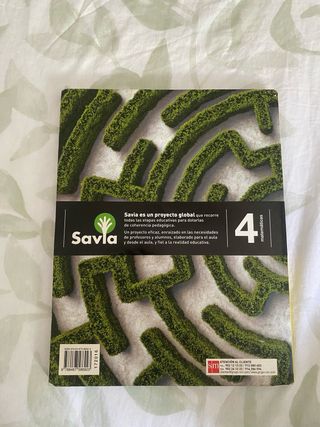 Savia
Savia es un proyecto global que recorre
todas las etapas educativas para dotarlas
de coherencia pedagógica.
Un proyecto eficaz, enraizado en las necesidades
de profesores y alumnos, elaborado para el aula
y desde el aula, y fiel a la realidad educativa.
4
matemáticas
172016
sm
ATENCIÓN AL CLIENTE